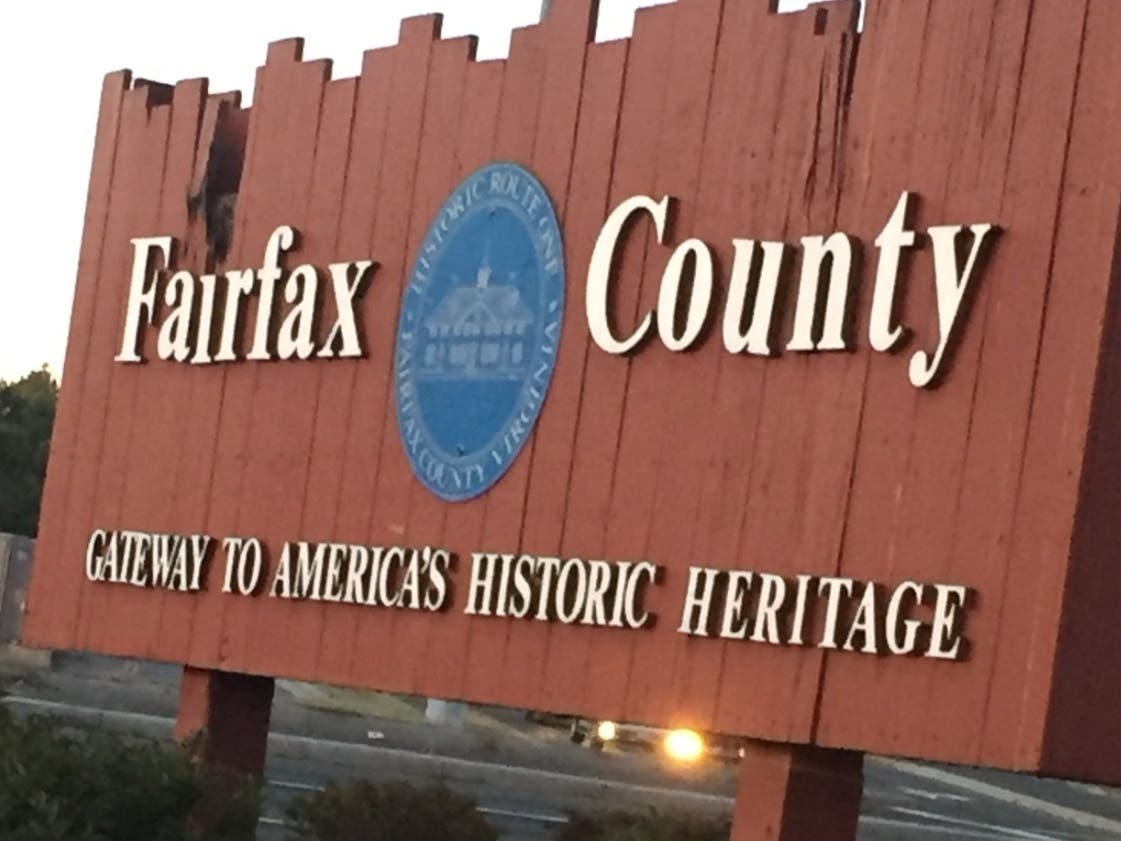 Fairfax County
HISTORIC ROUTE ONE
FAIRFAX COUNTY VIRGINIA
GATEWAY TO AMERICA'S HISTORIC HERITAGE